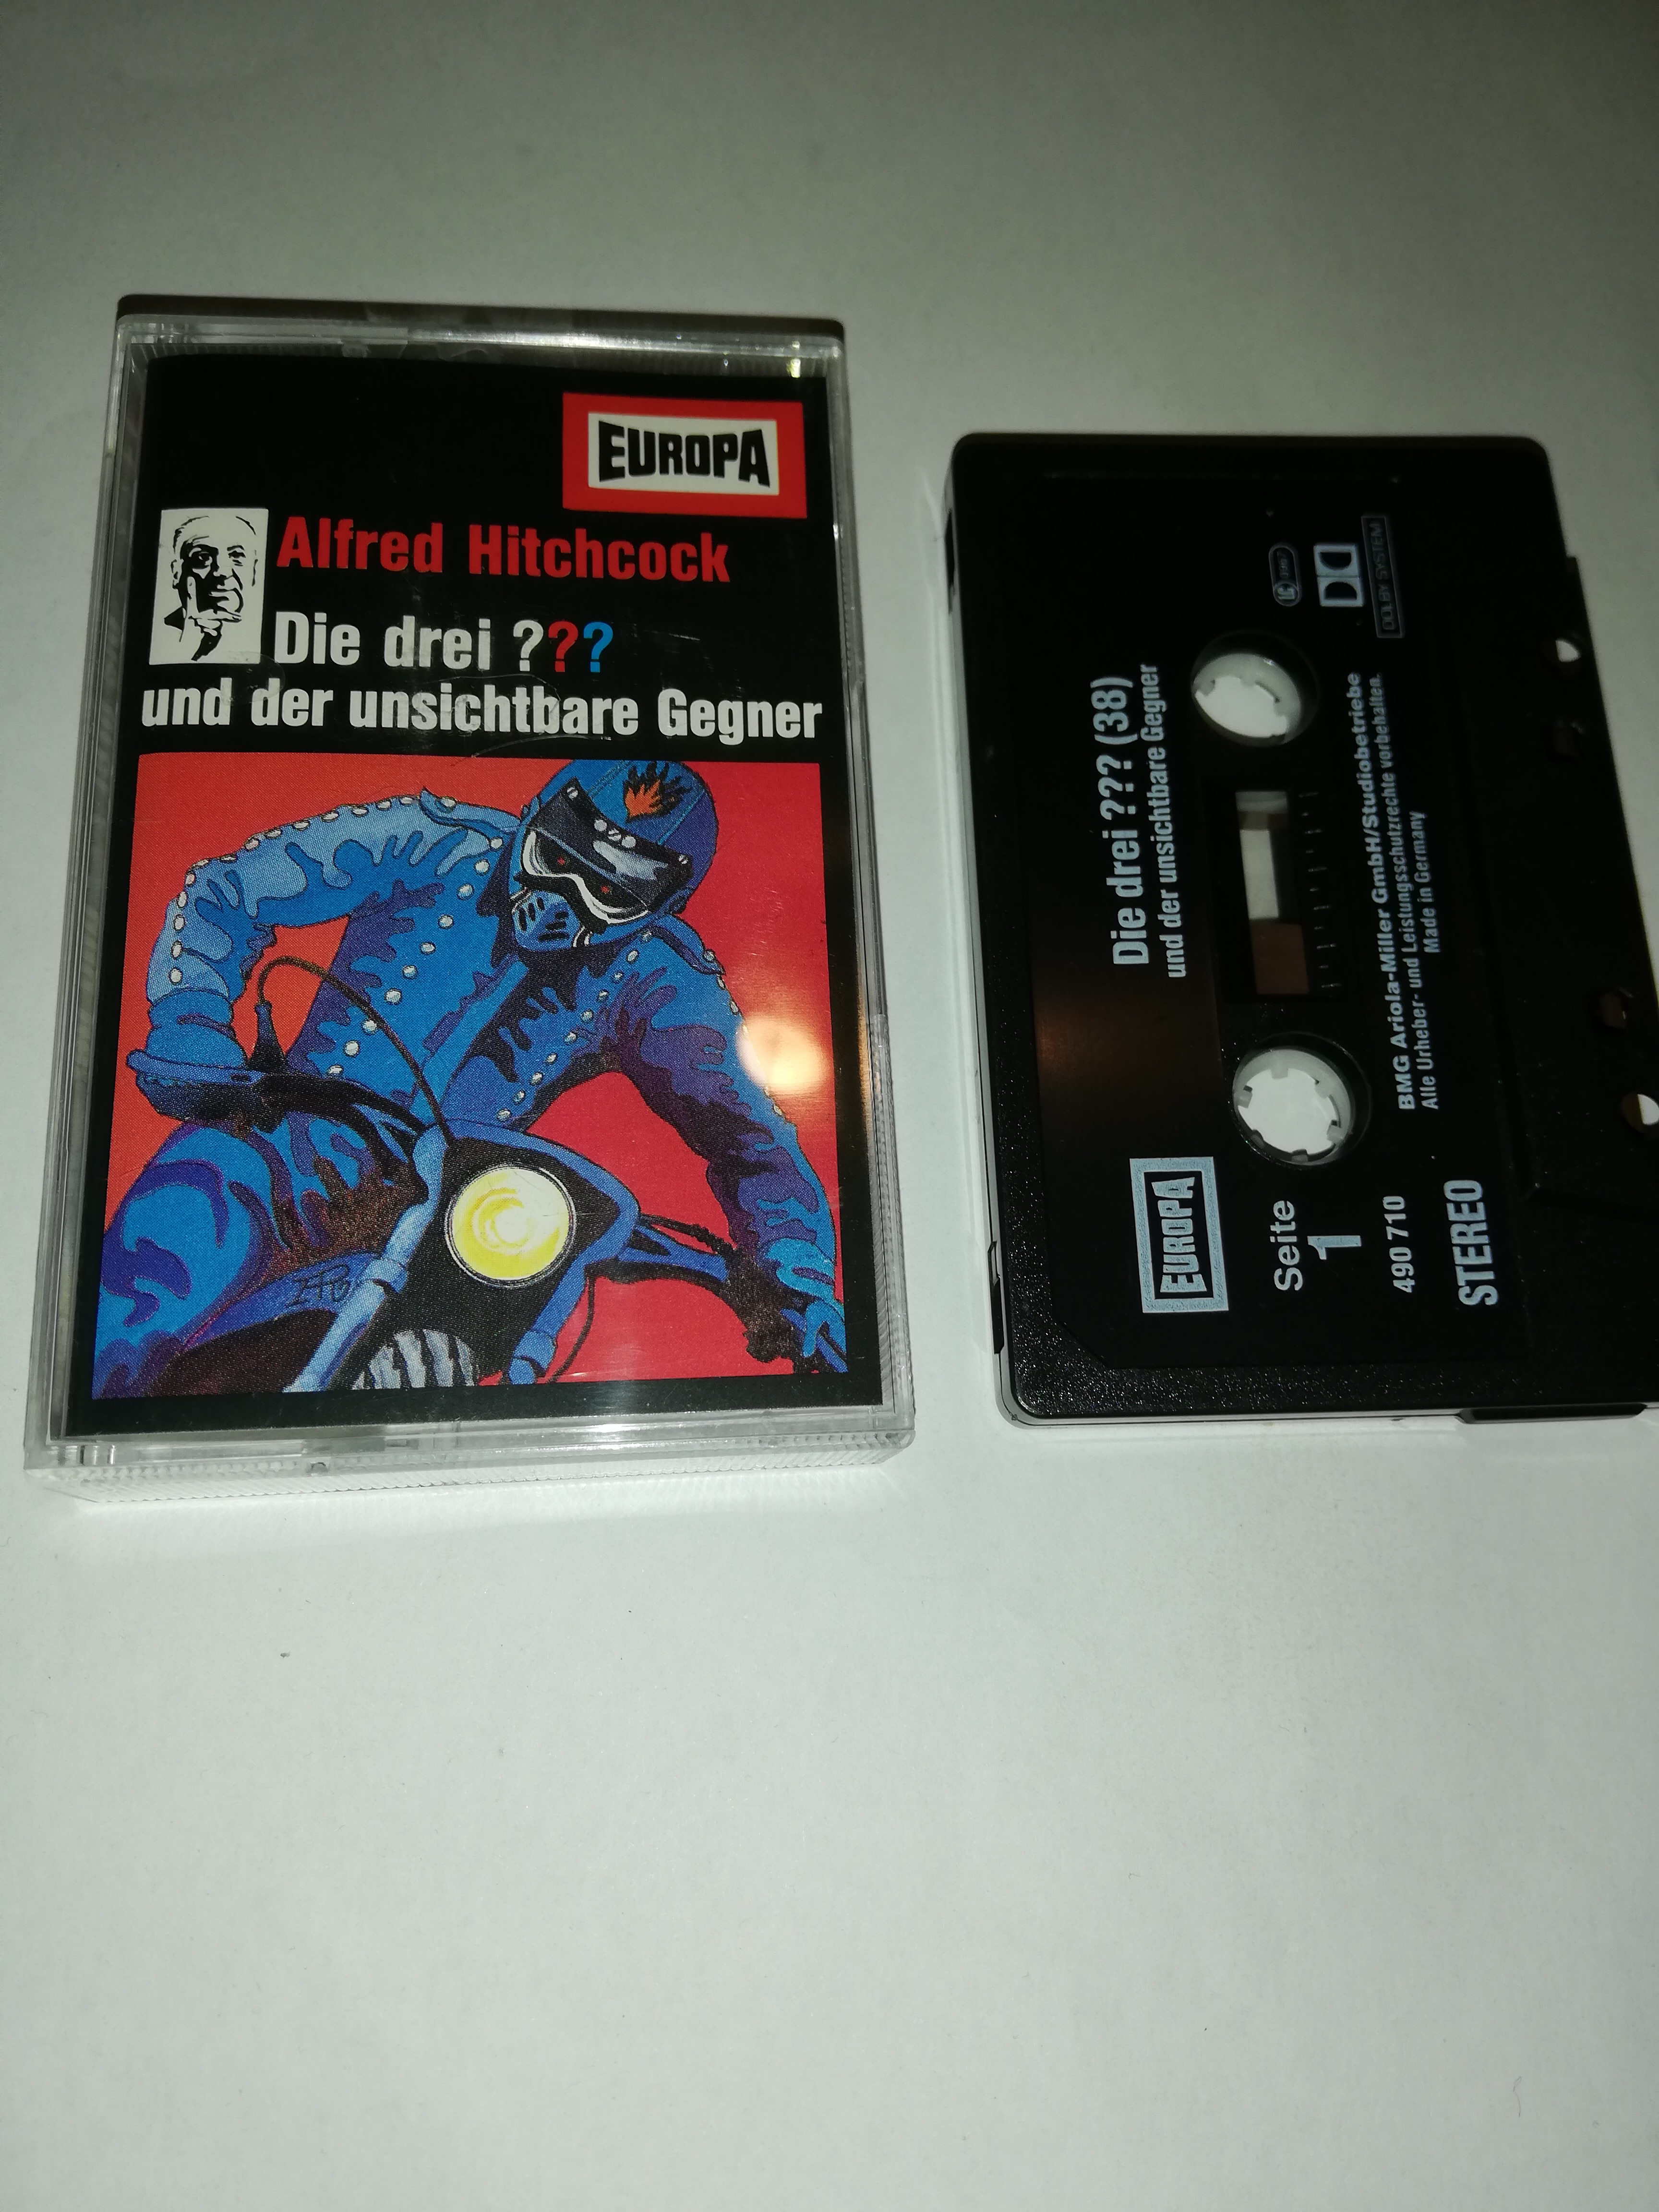 EUROPA
Alfred Hitchcock
Die drei ???
und der unsichtbare Gegner
Die drei ??? (38)
und der unsichtbare Gegner
EUROPA
Seite
1
490 710
STEREO
LC
DOLBY SYSTEM
BMG Ariola-Miller GmbH/Studiobetriebe
Alle Urheber- und Leistungsschutzrechte vorbehalten.
Made in Germany